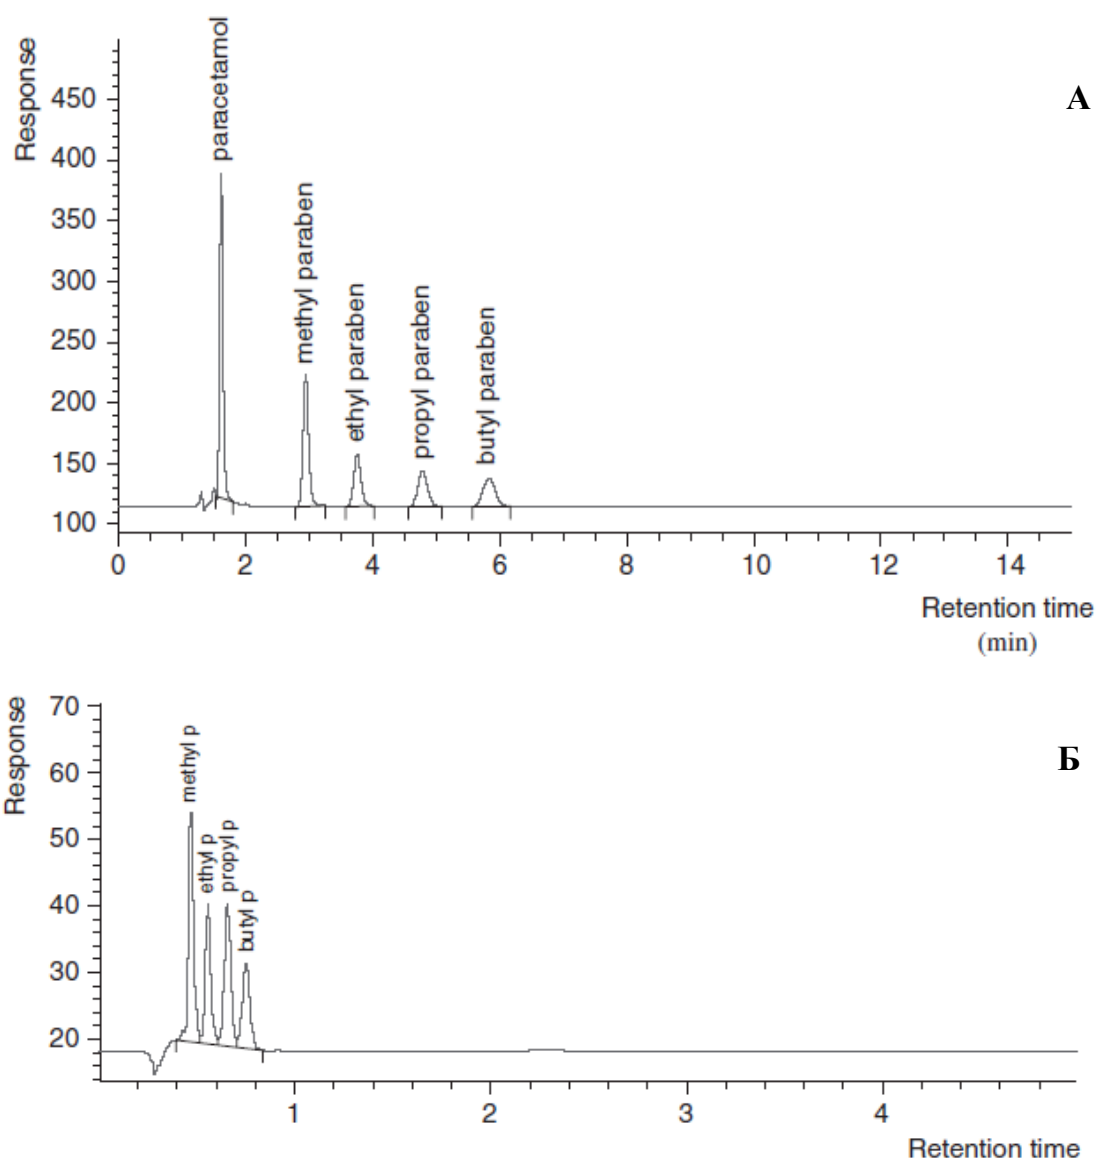 Response
450
400
350
300
250
200
150
100
paracetamol
methyl paraben
ethyl paraben
propyl paraben
butyl paraben
А
0 2 4 6 8 10 12 14
Retention time
(min)
Response
70
60
50
40
30
20
methyl p
ethyl p
propyl p
butyl p
Б
1 2 3 4
Retention time